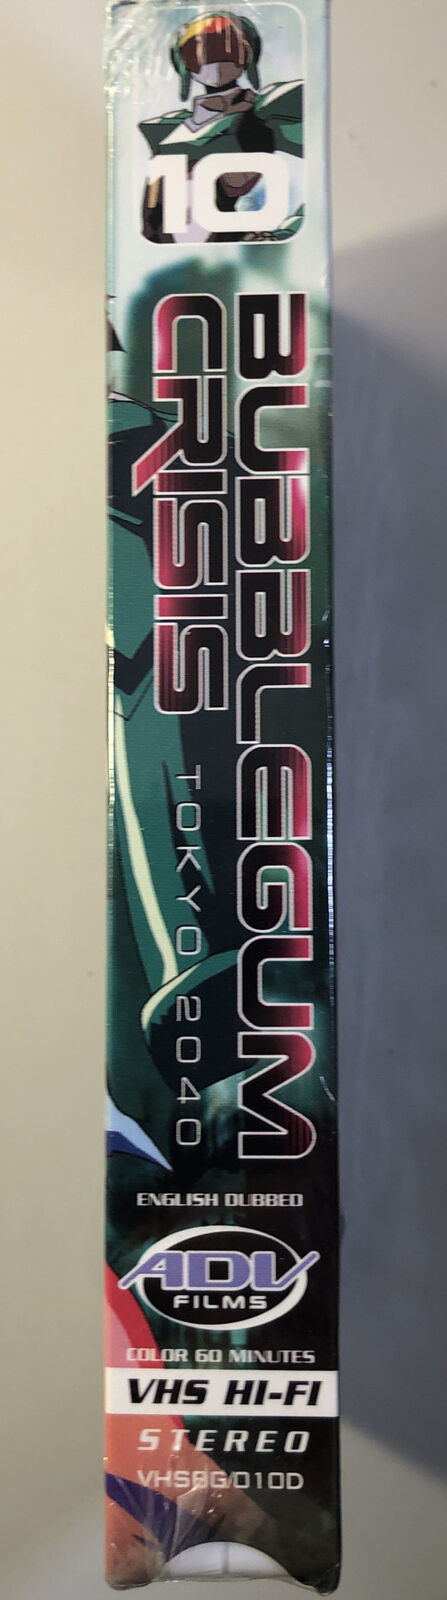 10
BUBBLEGUM
CRISIS
TOKYO 2040
ENGLISH DUBBED
ADV
FILMS
COLOR 60 MINUTES
VHS HI-FI
STEREO
VHSBG/010D